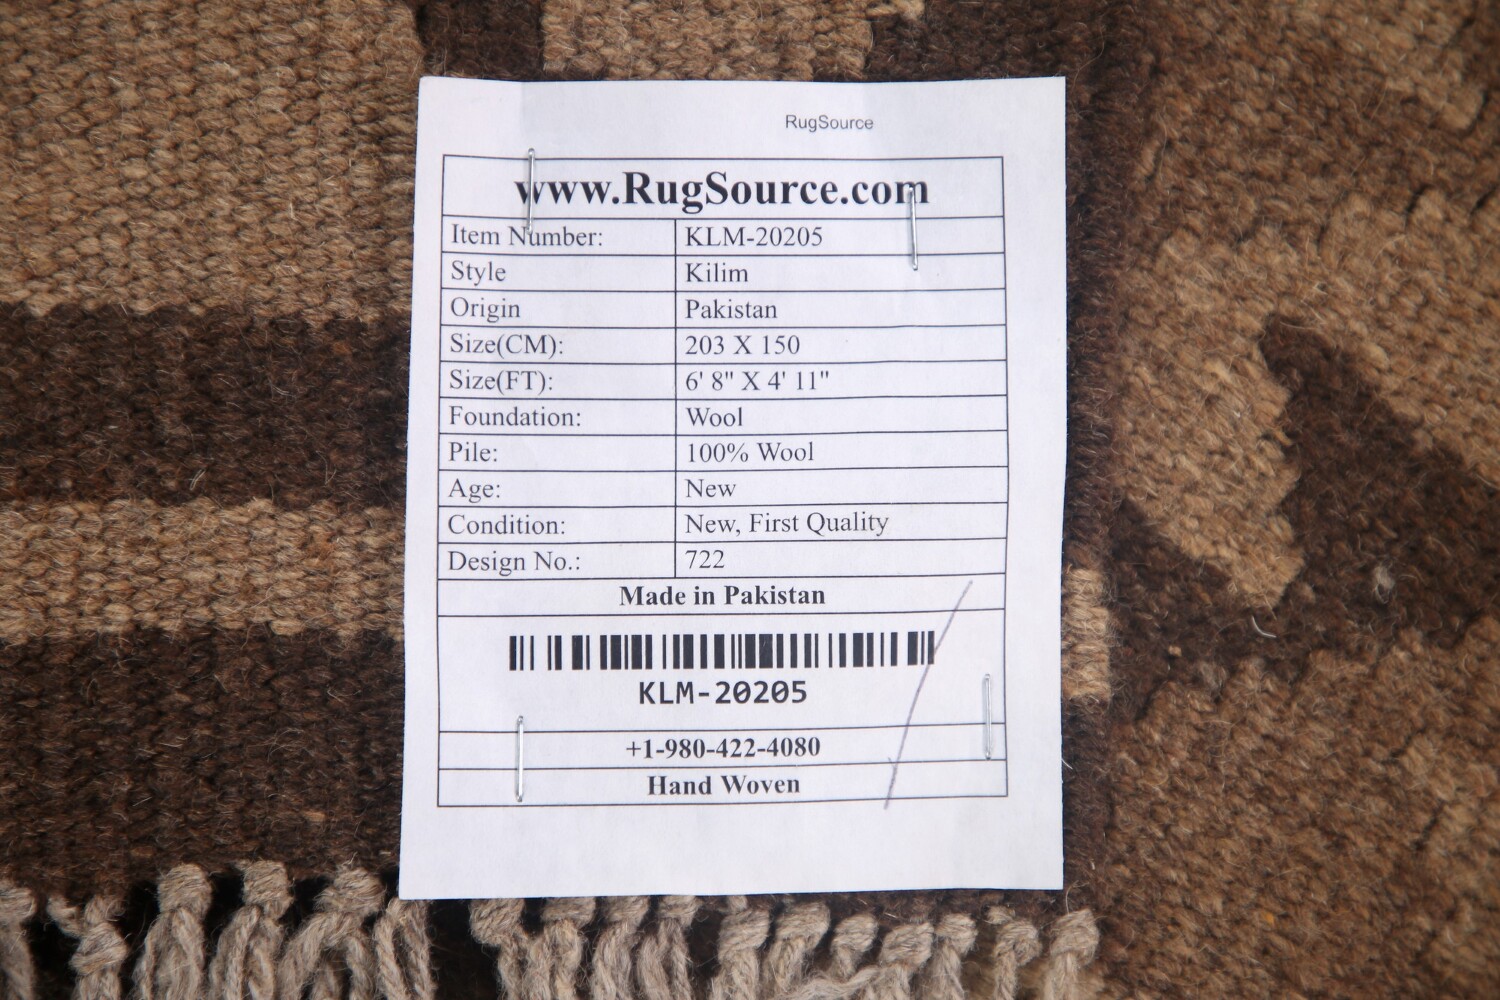 RugSource
www.RugSource.com
Item Number: KLM-20205
Style Kilim
Origin Pakistan
Size(CM): 203 X 150
Size(FT): 6' 8" X 4' 11"
Foundation: Wool
Pile: 100% Wool
Age: New
Condition: New, First Quality
Design No.: 722
Made in Pakistan
KLM-20205
+1-980-422-4080
Hand Woven